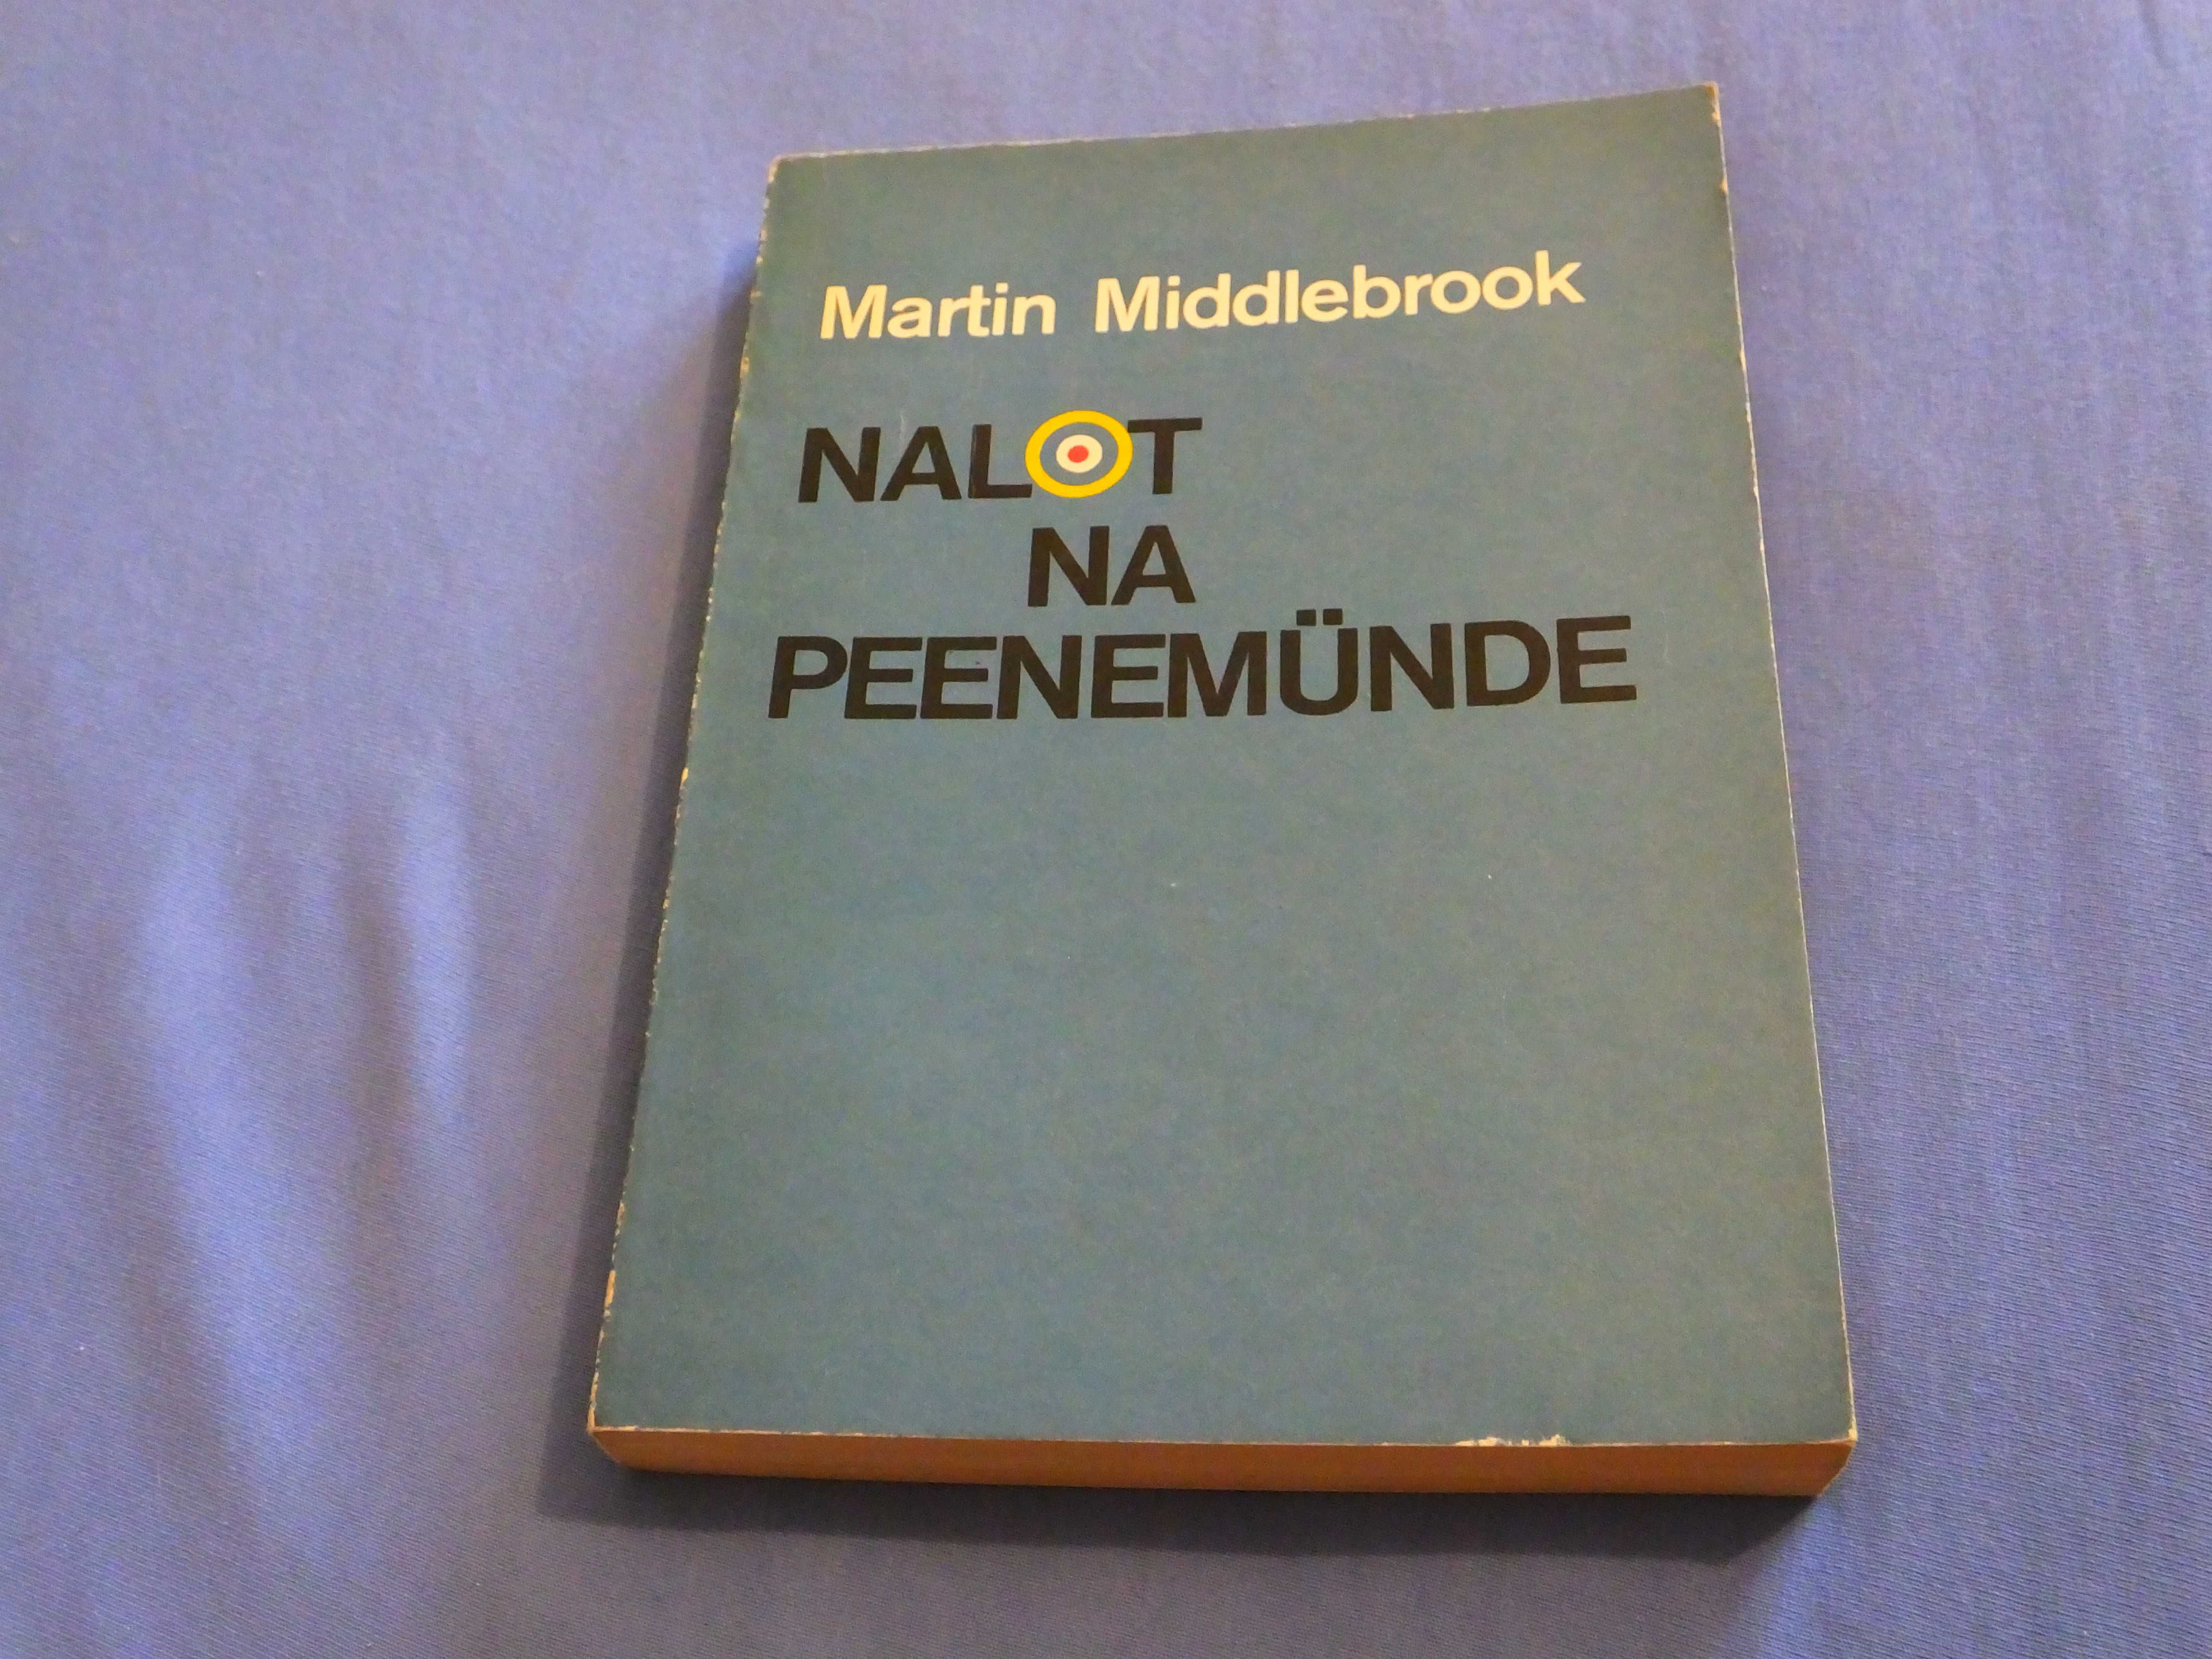 Martin Middlebrook
NALOT
NA
PEENEMÜNDE